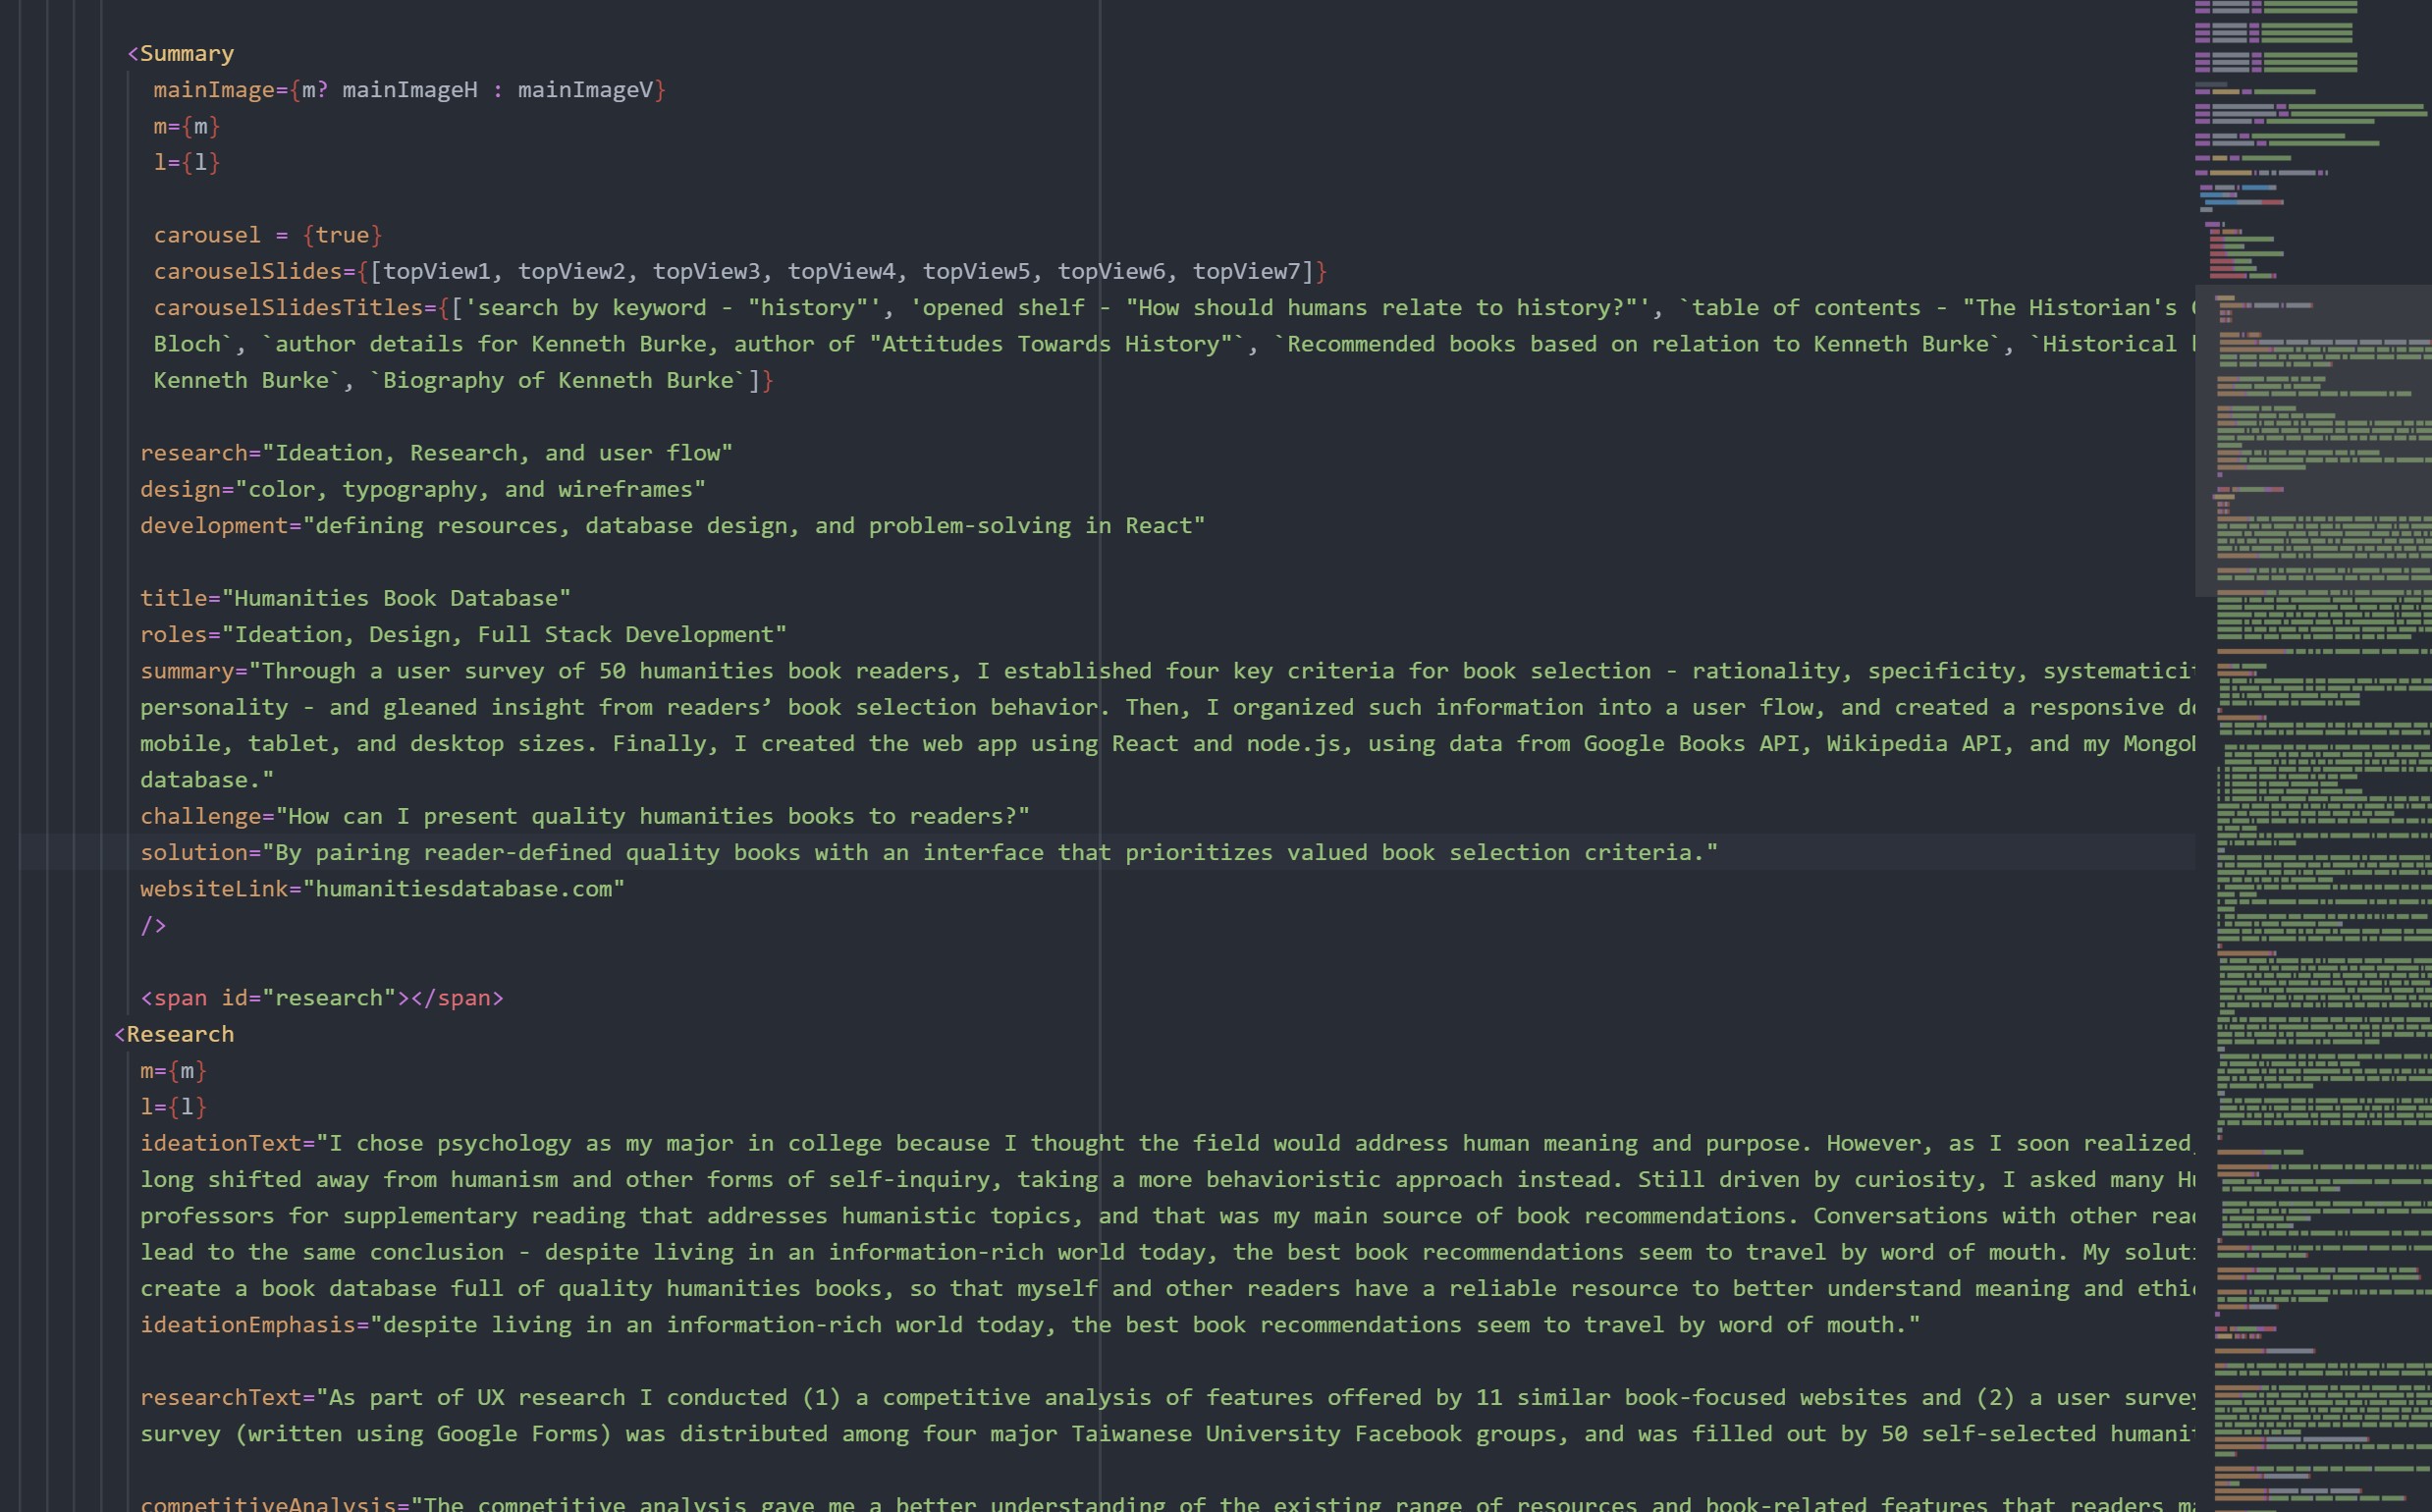 <Summary
mainImage={m? mainImageH : mainImageV}
m={m}
l={l}
carousel = {true}
carouselSlides={[topView1, topView2, topView3, topView4, topView5, topView6, topView7]}
carouselSlidesTitles={['search by keyword - "history"', 'opened shelf - "How should humans relate to history?"', `table of contents - "The Historian's
Bloch`, `author details for Kenneth Burke, author of "Attitudes Towards History"`, `Recommended books based on relation to Kenneth Burke`, `Historical
Kenneth Burke`, `Biography of Kenneth Burke`]}
research="Ideation, Research, and user flow"
design="color, typography, and wireframes"
development="defining resources, database design, and problem-solving in React"
title="Humanities Book Database"
roles="Ideation, Design, Full Stack Development"
summary="Through a user survey of 50 humanities book readers, I established four key criteria for book selection - rationality, specificity,
personality - and gleaned insight from readers’ book selection behavior. Then, I organized such information into a user flow, and created a responsive
mobile, tablet, and desktop sizes. Finally, I created the web app using React and node.js, using data from Google Books API, Wikipedia API, and my
database."
challenge="How can I present quality humanities books to readers?"
solution="By pairing reader-defined quality books with an interface that prioritizes valued book selection criteria."
websiteLink="humanitiesdatabase.com"
/>
<span id="research"></span>
<Research
m={m}
l={l}
ideationText="I chose psychology as my major in college because I thought the field would address human meaning and purpose. However, as I soon realized,
long shifted away from humanism and other forms of self-inquiry, taking a more behavioristic approach instead. Still driven by curiosity, I asked many
professors for supplementary reading that addresses humanistic topics, and that was my main source of book recommendations. Conversations with other
lead to the same conclusion - despite living in an information-rich world today, the best book recommendations seem to travel by word of mouth. My
create a book database full of quality humanities books, so that myself and other readers have a reliable resource to better understand meaning and
ideationEmphasis="despite living in an information-rich world today, the best book recommendations seem to travel by word of mouth."
researchText="As part of UX research I conducted (1) a competitive analysis of features offered by 11 similar book-focused websites and (2) a user survey
survey (written using Google Forms) was distributed among four major Taiwanese University Facebook groups, and was filled out by 50 self-selected
competitiveAnalysis="The competitive analysis gave me a better understanding of the existing range of resources and book-related features that readers